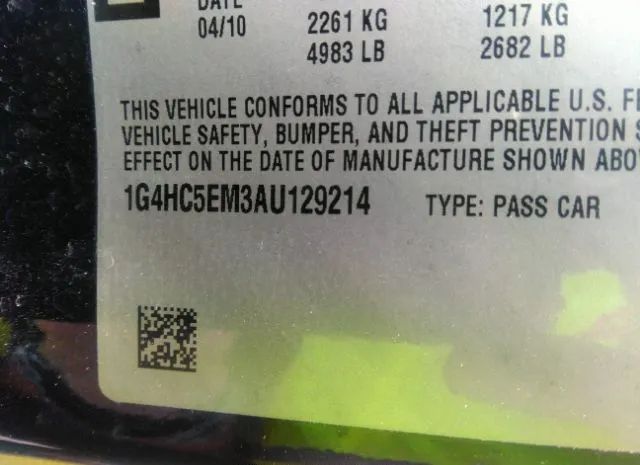 DATE
04/10 2261 KG 1217 KG
4983 LB 2682 LB
THIS VEHICLE CONFORMS TO ALL APPLICABLE U.S.
VEHICLE SAFETY, BUMPER, AND THEFT PREVENTION
EFFECT ON THE DATE OF MANUFACTURE SHOWN
1G4HC5EM3AU129214 TYPE: PASS CAR